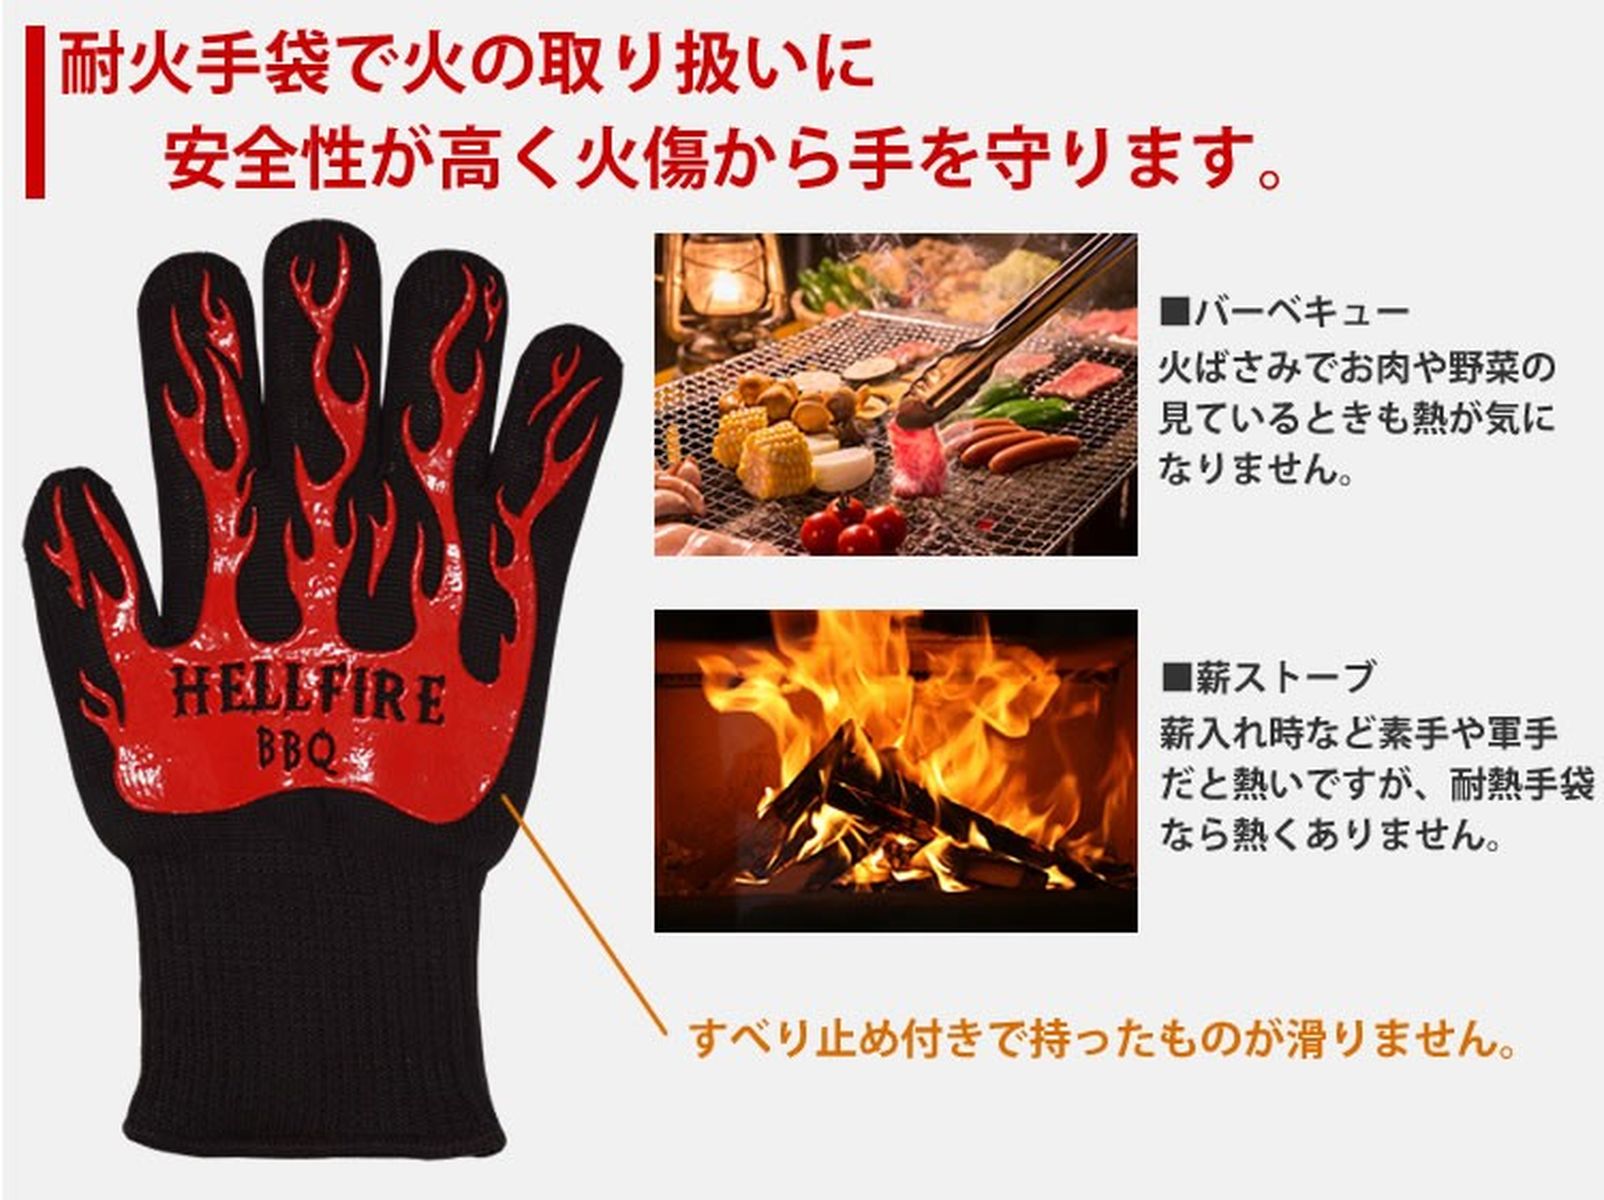 耐火手袋で火の取り扱いに
安全性が高く火傷から手を守ります。
HELLFIRE
BBQ
■バーベキュー
火ばさみでお肉や野菜の
見ているときも熱が気に
なりません。
■薪ストーブ
薪入れ時など素手や軍手
だと熱いですが、耐熱手袋
なら熱くありません。
すべり止め付きで持ったものが滑りません。